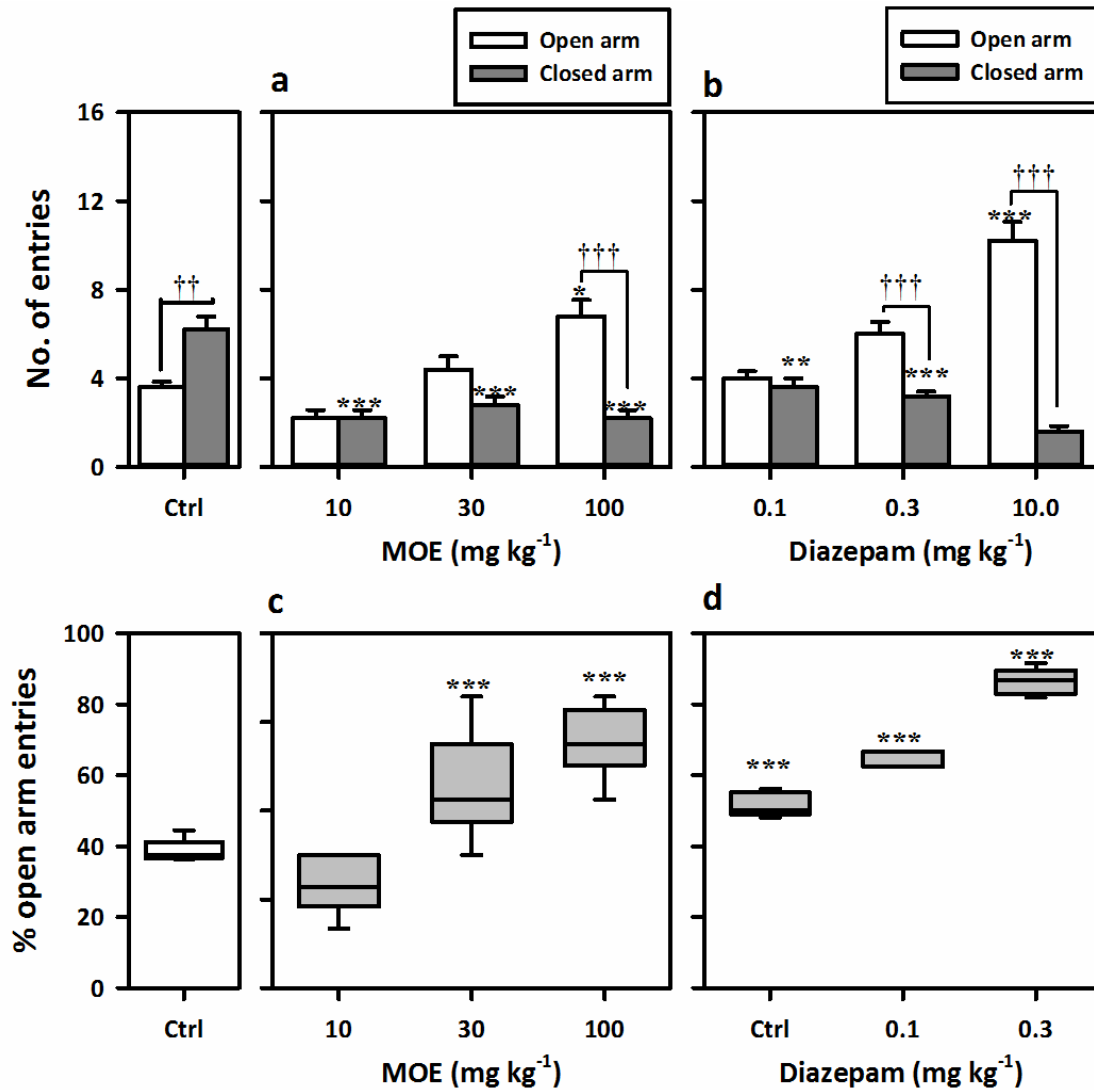 Open arm
Closed arm
Open arm
Closed arm
a
b
No. of entries
16
12
8
4
0
††
***
***
†††
*
***
**
†††
***
†††
***
Ctrl
10
30
100
0.1
0.3
10.0
MOE (mg kg⁻¹)
Diazepam (mg kg⁻¹)
c
d
% open arm entries
100
80
60
40
20
0
***
***
***
***
***
Ctrl
10
30
100
Ctrl
0.1
0.3
MOE (mg kg⁻¹)
Diazepam (mg kg⁻¹)